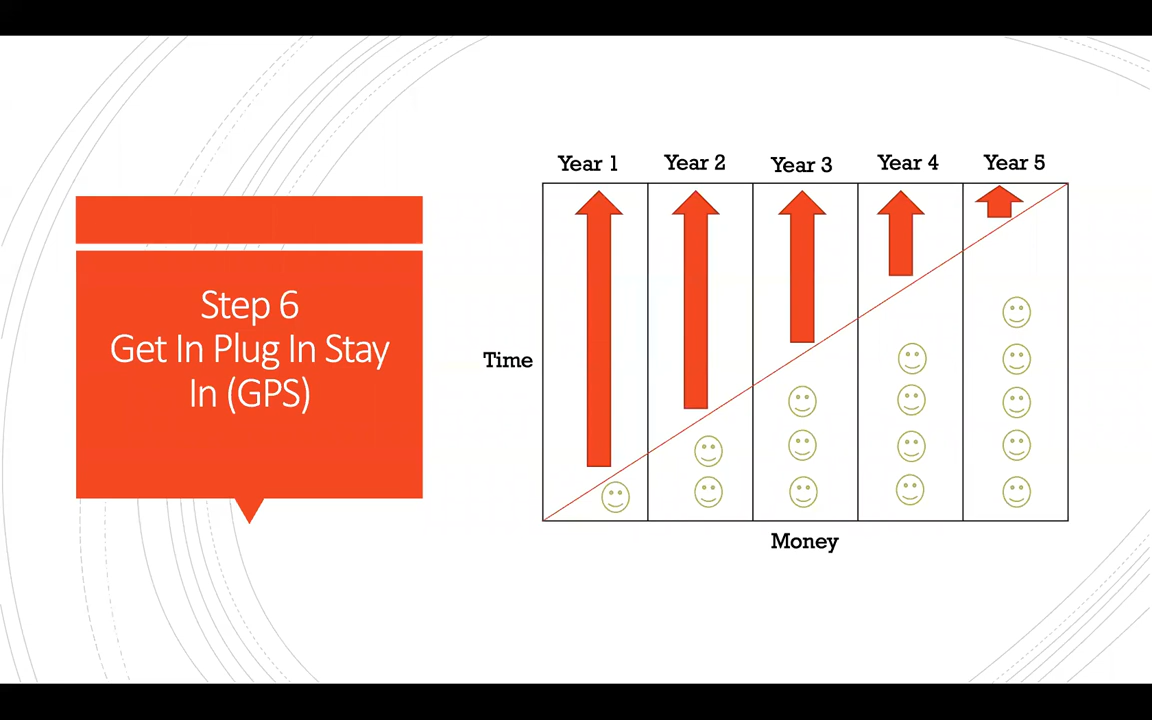 Step 6
Get In Plug In Stay
In (GPS)
Year 1
Year 2
Year 3
Year 4
Year 5
Time
Money